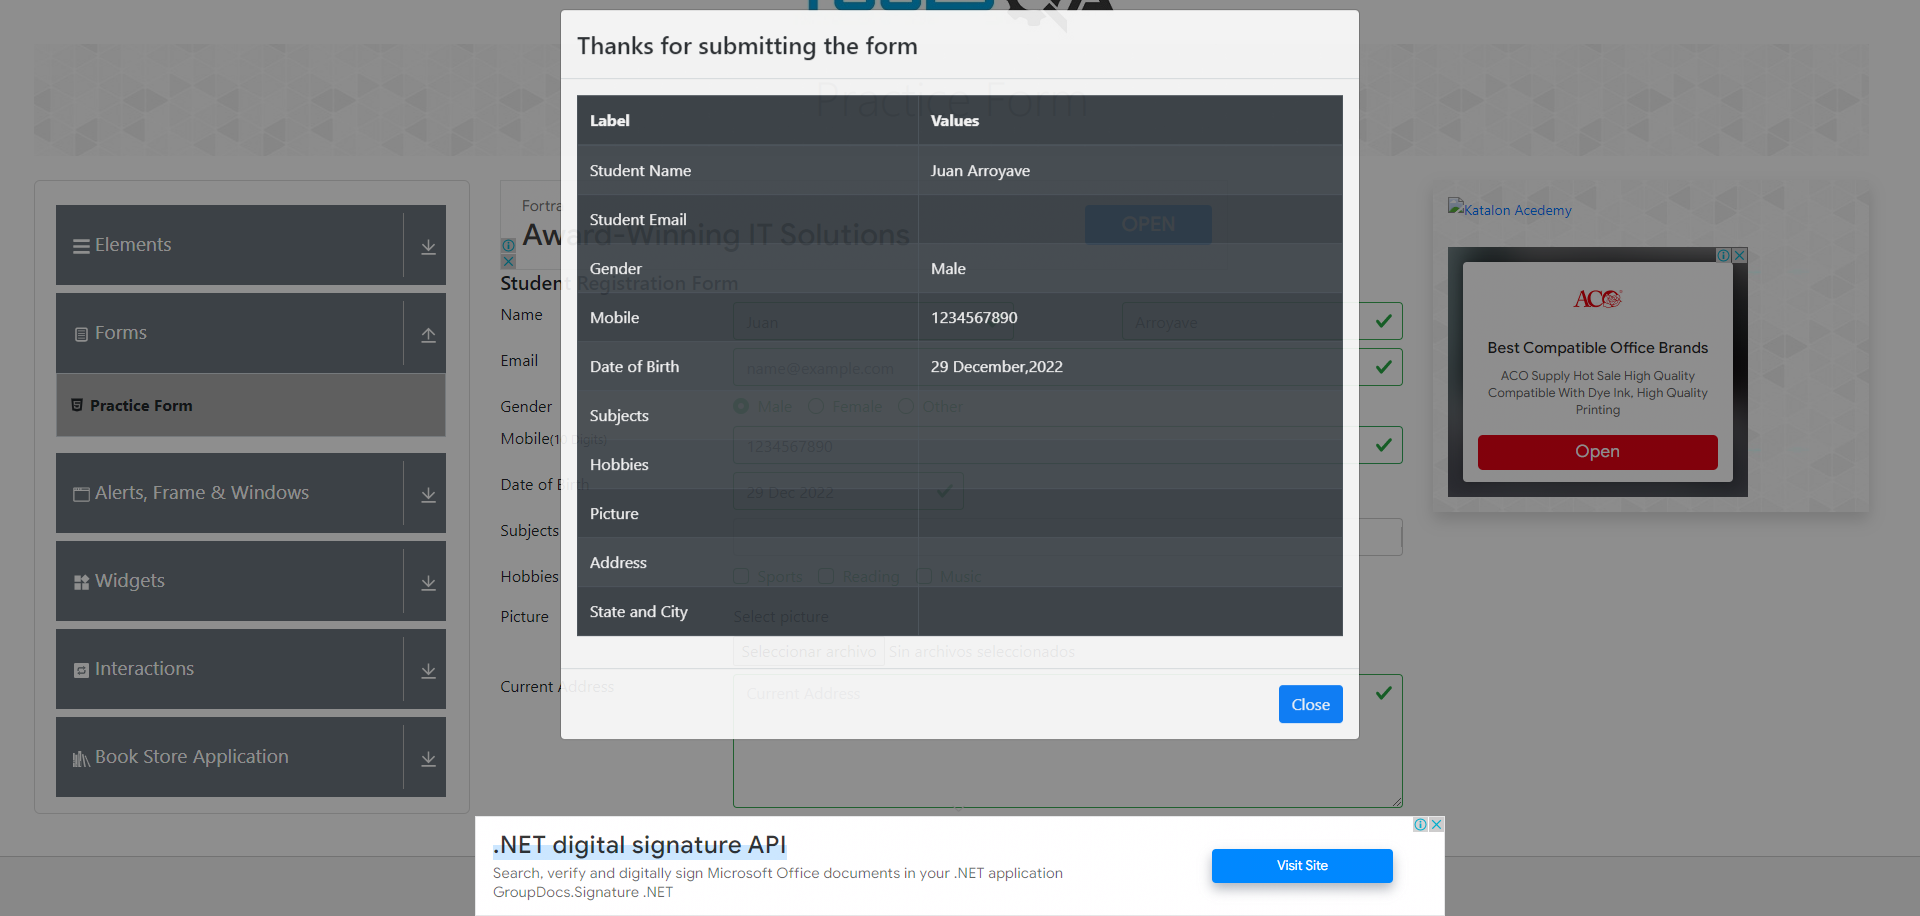 Thanks for submitting the form
Practice Form
Label Values
Student Name Juan Arroyave
Student Email
Gender Male
Mobile 1234567890
Date of Birth 29 December,2022
Subjects
Hobbies
Picture
Address
State and City
Close
Elements
Forms
Practice Form
Alerts, Frame & Windows
Widgets
Interactions
Book Store Application
Award-Winning IT Solutions
OPEN
Student Registration Form
Name Juan Arroyave
Email name@example.com
Gender Male Female Other
Mobile(10 Digits) 1234567890
Date of Birth 29 Dec 2022
Subjects
Hobbies Sports Reading Music
Picture Select picture
Seleccionar archivo Sin archivos seleccionados
Current Address Current Address
Katalon Acedemy
ACO
Best Compatible Office Brands
ACO Supply Hot Sale High Quality
Compatible With Dye Ink, High Quality
Printing
Open
.NET digital signature API
Search, verify and digitally sign Microsoft Office documents in your .NET application
GroupDocs.Signature .NET
Visit Site